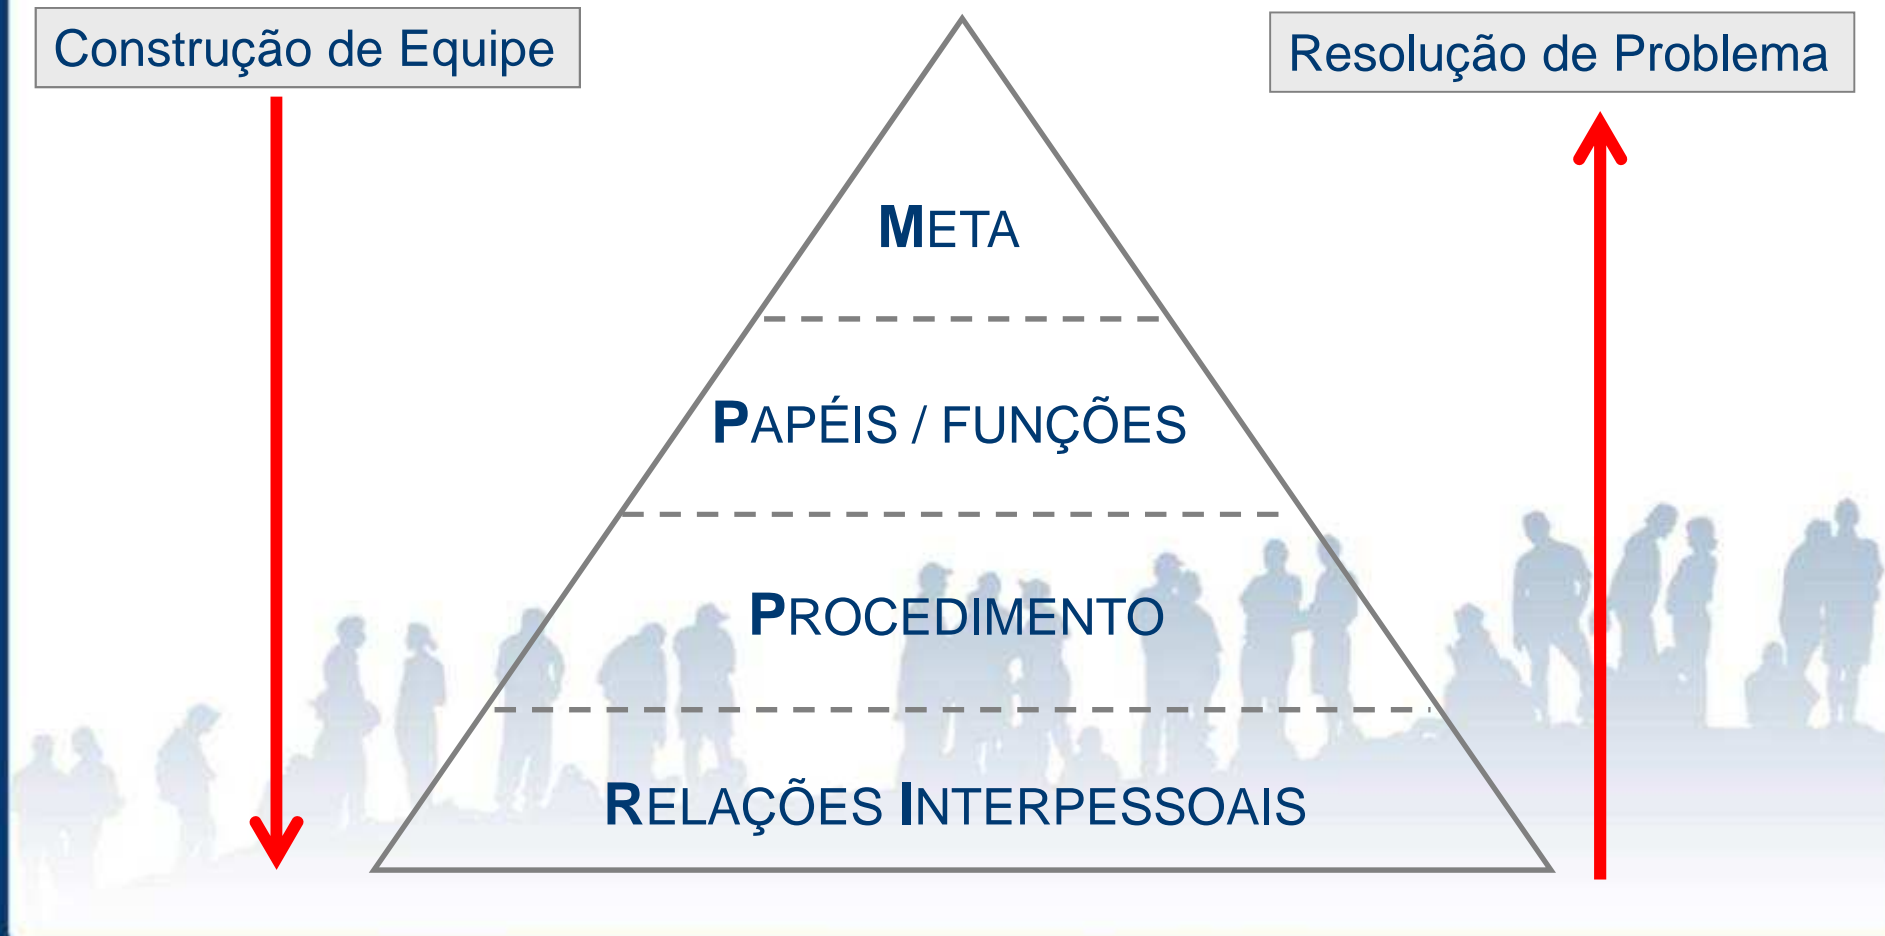 Construção de Equipe
Resolução de Problema
META
PAPÉIS / FUNÇÕES
PROCEDIMENTO
RELAÇÕES INTERPESSOAIS